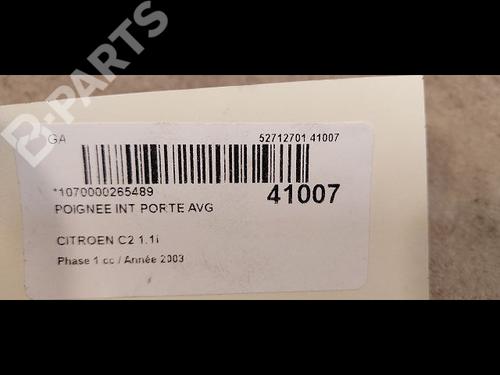 B-PARTS
GA 52712701 41007
*1070000265489 41007
POIGNEE INT PORTE AVG
CITROEN C2 1.1i
Phase 1 cc / Année 2003